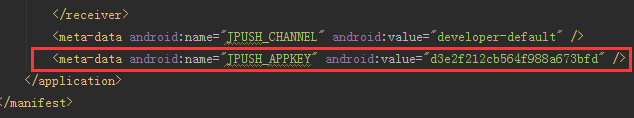 </receiver>
<meta-data android:name="JPUSH_CHANNEL" android:value="developer-default" />
<meta-data android:name="JPUSH_APPKEY" android:value="d3e2f212cb564f988a673bfd" />
</application>
</manifest>